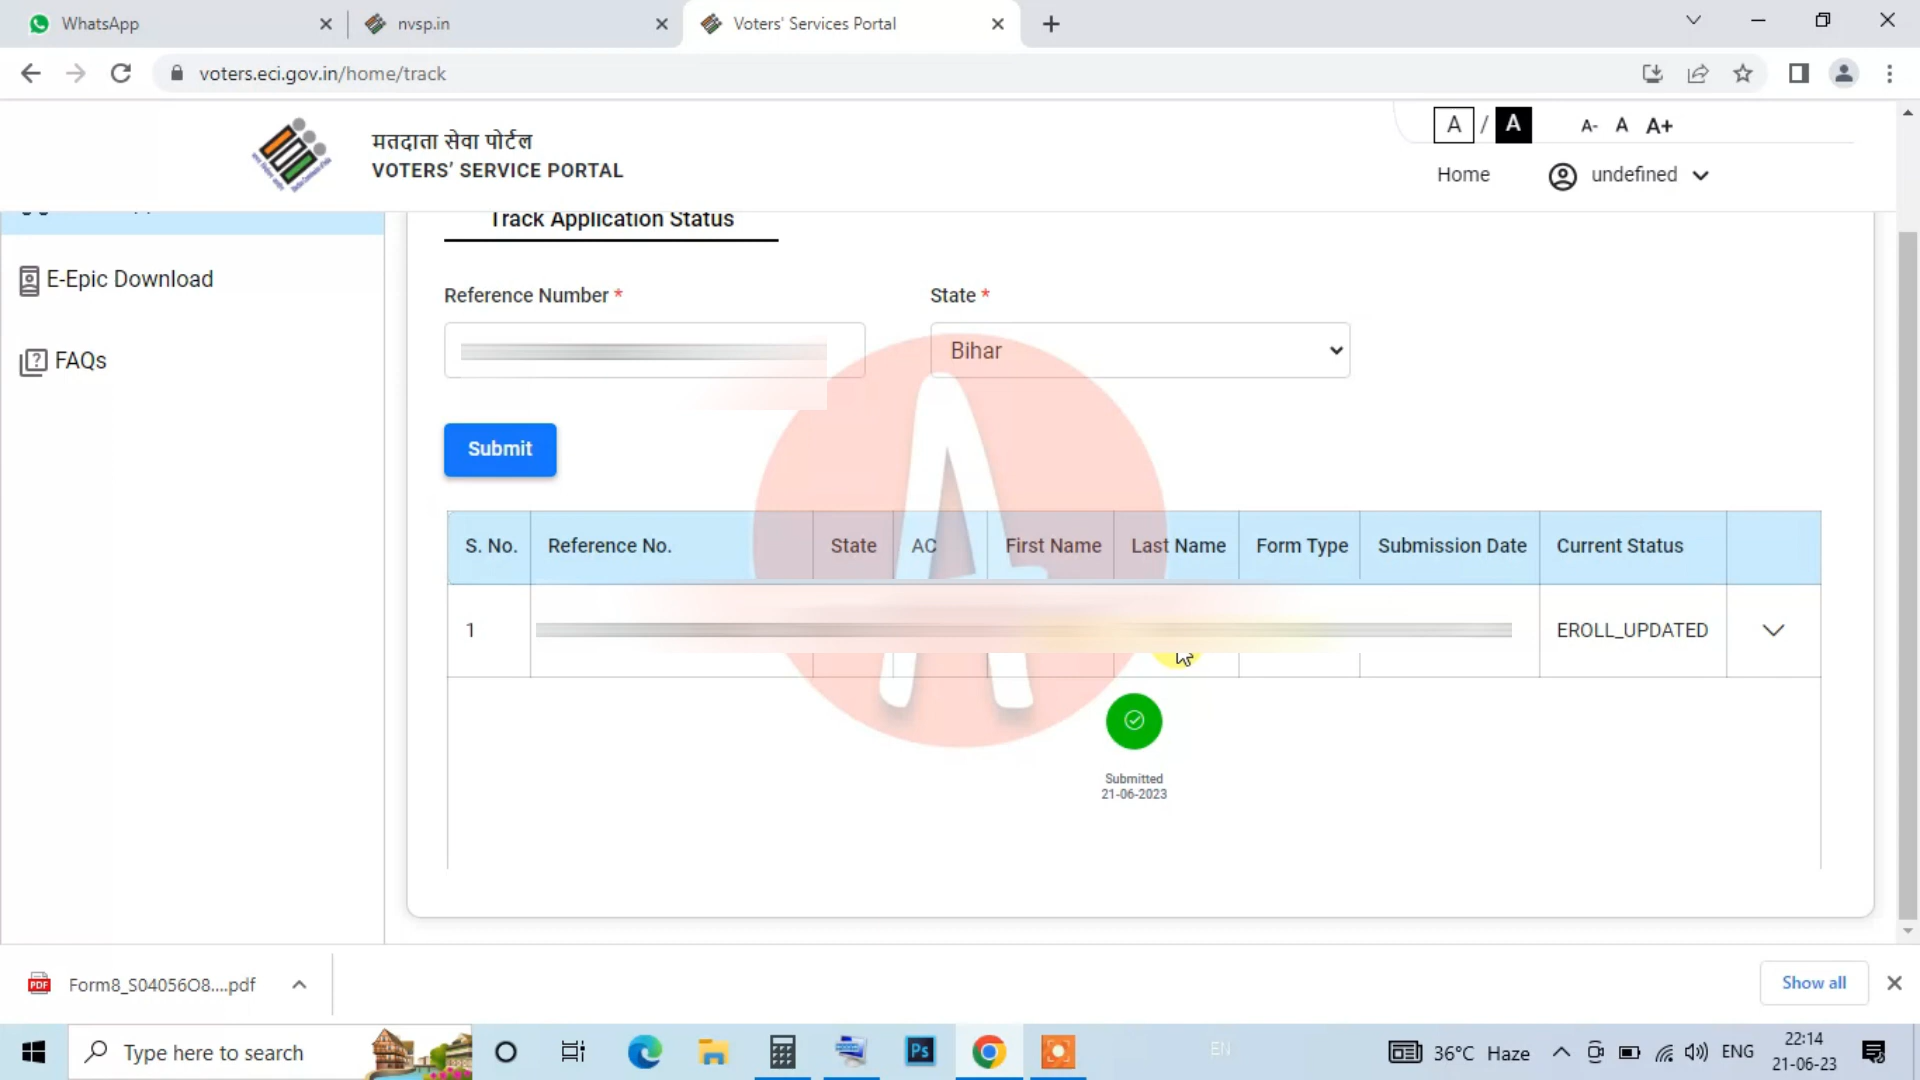 WhatsApp
nvsp.in
Voters' Services Portal
voters.eci.gov.in/home/track
मतदाता सेवा पोर्टल
VOTERS' SERVICE PORTAL
A / A A- A A+
Home
undefined
Track Application Status
E-Epic Download
FAQs
Reference Number *
State *
Bihar
Submit
S. No. Reference No. State AC First Name Last Name Form Type Submission Date Current Status
1 EROLL_UPDATED
Submitted
21-06-2023
Form8_S04056O8....pdf
Show all
Type here to search
Ps
EN
36°C Haze
ENG
22:14
21-06-23